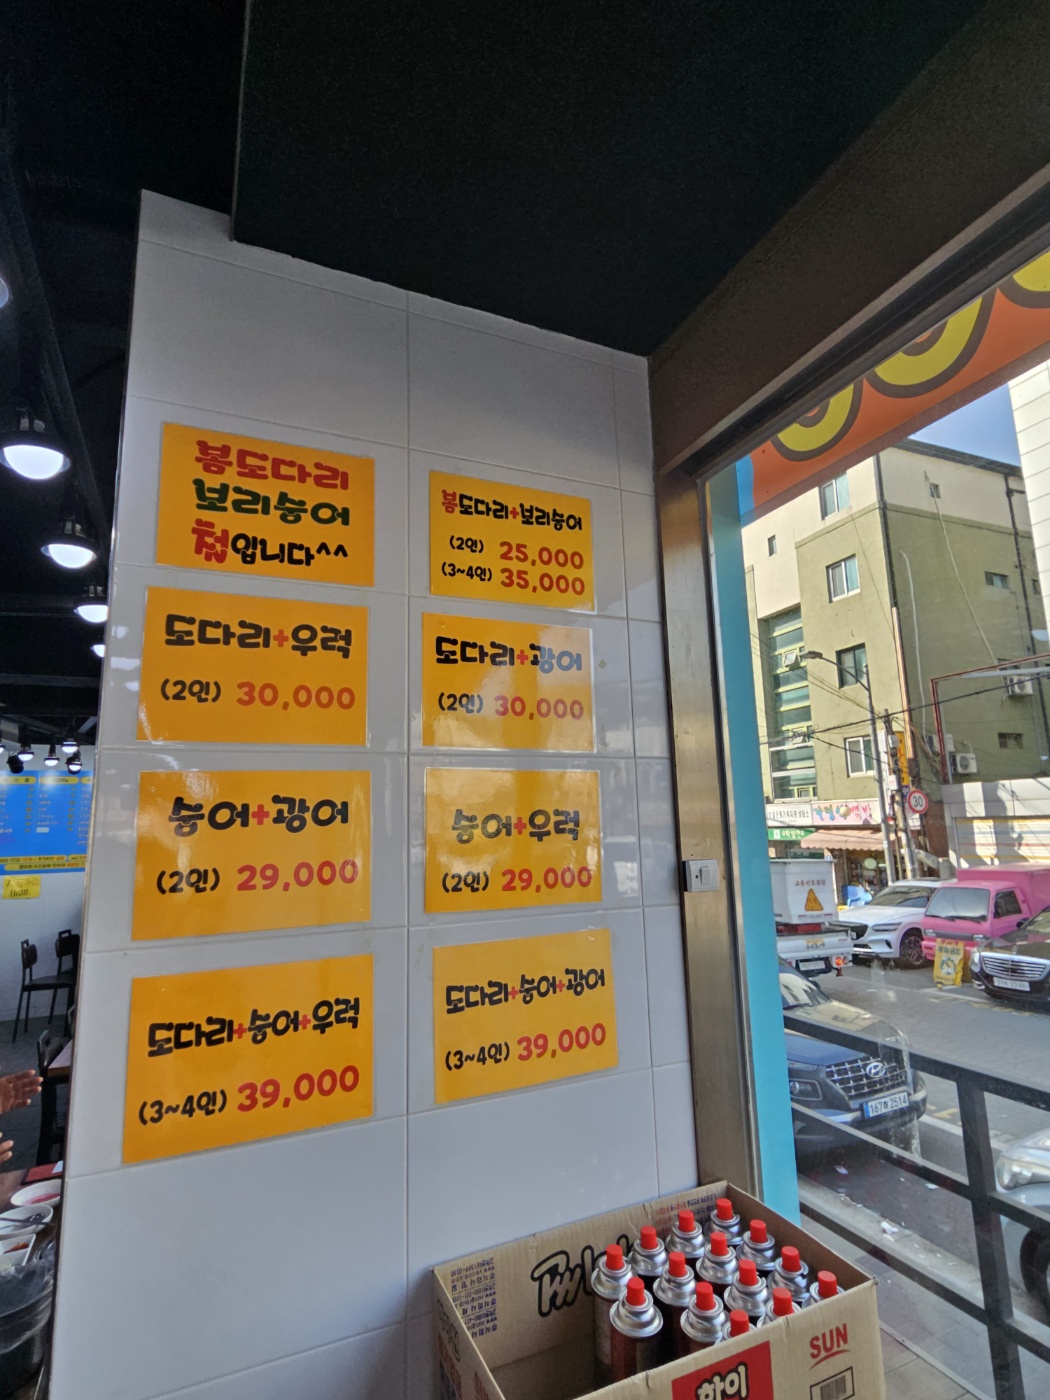 봉도다리
보리숭어
철입니다^^
봄도다리+보리숭어
(2인) 25,000
(3~4인) 35,000
도다리+우럭
(2인) 30,000
도다리+광어
(2인) 30,000
숭어+광어
(2인) 29,000
숭어+우럭
(2인) 29,000
도다리+숭어+우럭
(3~4인) 39,000
도다리+숭어+광어
(3~4인) 39,000
30
SUN